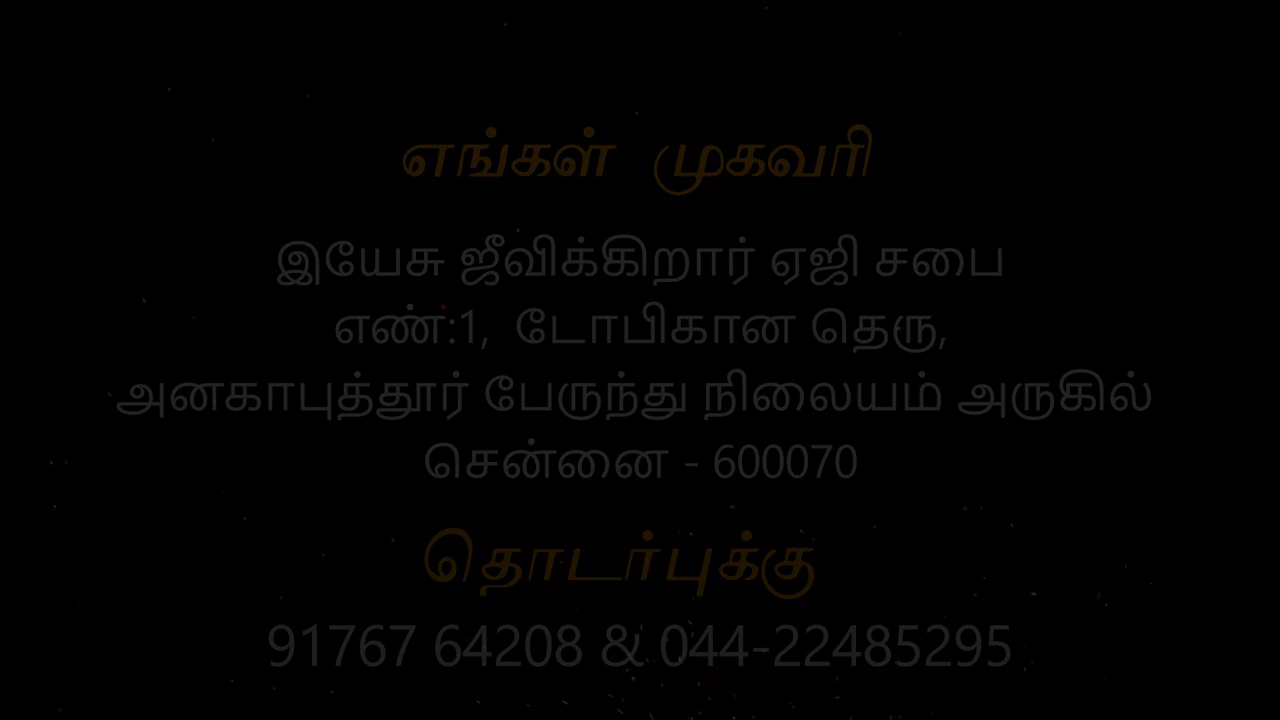 எங்கள் முகவரி
இயேசு ஜீவிக்கிறார் ஏஜி சபை
எண்:1, டோபிகான தெரு,
அனகாபுத்தூர் பேருந்து நிலையம் அருகில்
சென்னை - 600070
தொடர்புக்கு
91767 64208 & 044-22485295